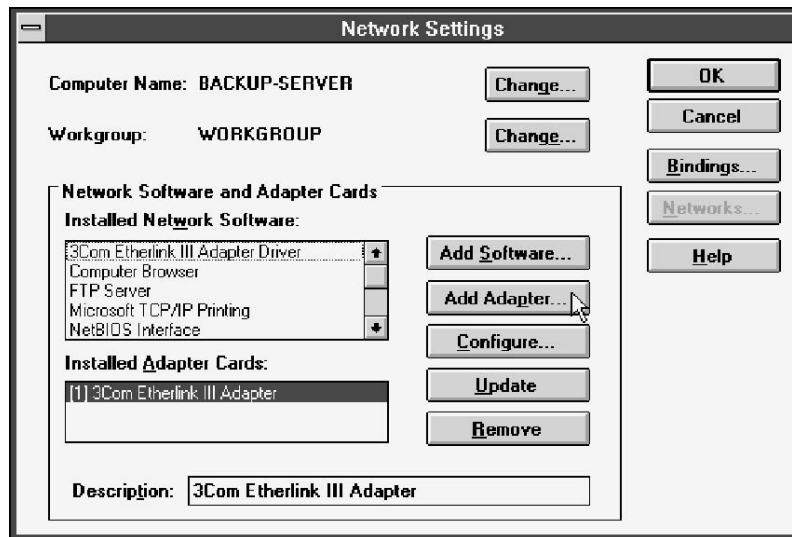 Network Settings
Computer Name: BACKUP-SERVER Change...
Workgroup: WORKGROUP Change...
OK
Cancel
Bindings...
Networks...
Help
Network Software and Adapter Cards
Installed Network Software:
3Com Etherlink III Adapter Driver
Computer Browser
FTP Server
Microsoft TCP/IP Printing
NetBIOS Interface
Add Software...
Add Adapter...
Configure...
Update
Remove
Installed Adapter Cards:
[1] 3Com Etherlink III Adapter
Description: 3Com Etherlink III Adapter